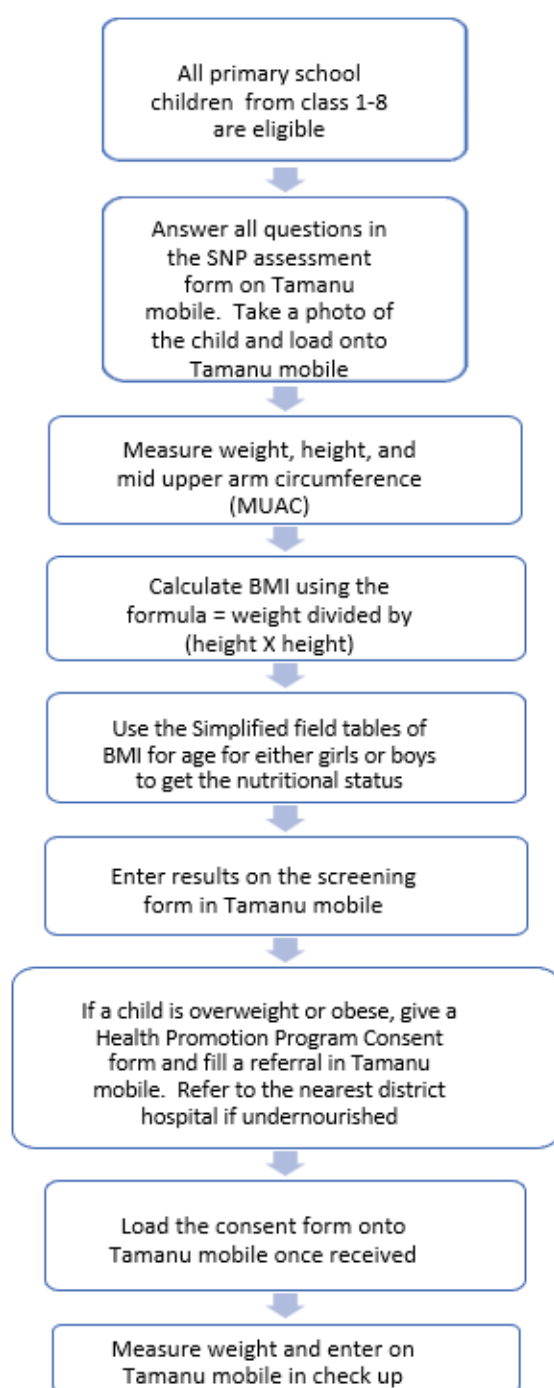 All primary school
children from class 1-8
are eligible
Answer all questions in
the SNP assessment
form on Tamanu
mobile. Take a photo of
the child and load onto
Tamanu mobile
Measure weight, height, and
mid upper arm circumference
(MUAC)
Calculate BMI using the
formula = weight divided by
(height X height)
Use the Simplified field tables of
BMI for age for either girls or boys
to get the nutritional status
Enter results on the screening
form in Tamanu mobile
If a child is overweight or obese, give a
Health Promotion Program Consent
form and fill a referral in Tamanu
mobile. Refer to the nearest district
hospital if undernourished
Load the consent form onto
Tamanu mobile once received
Measure weight and enter on
Tamanu mobile in check up